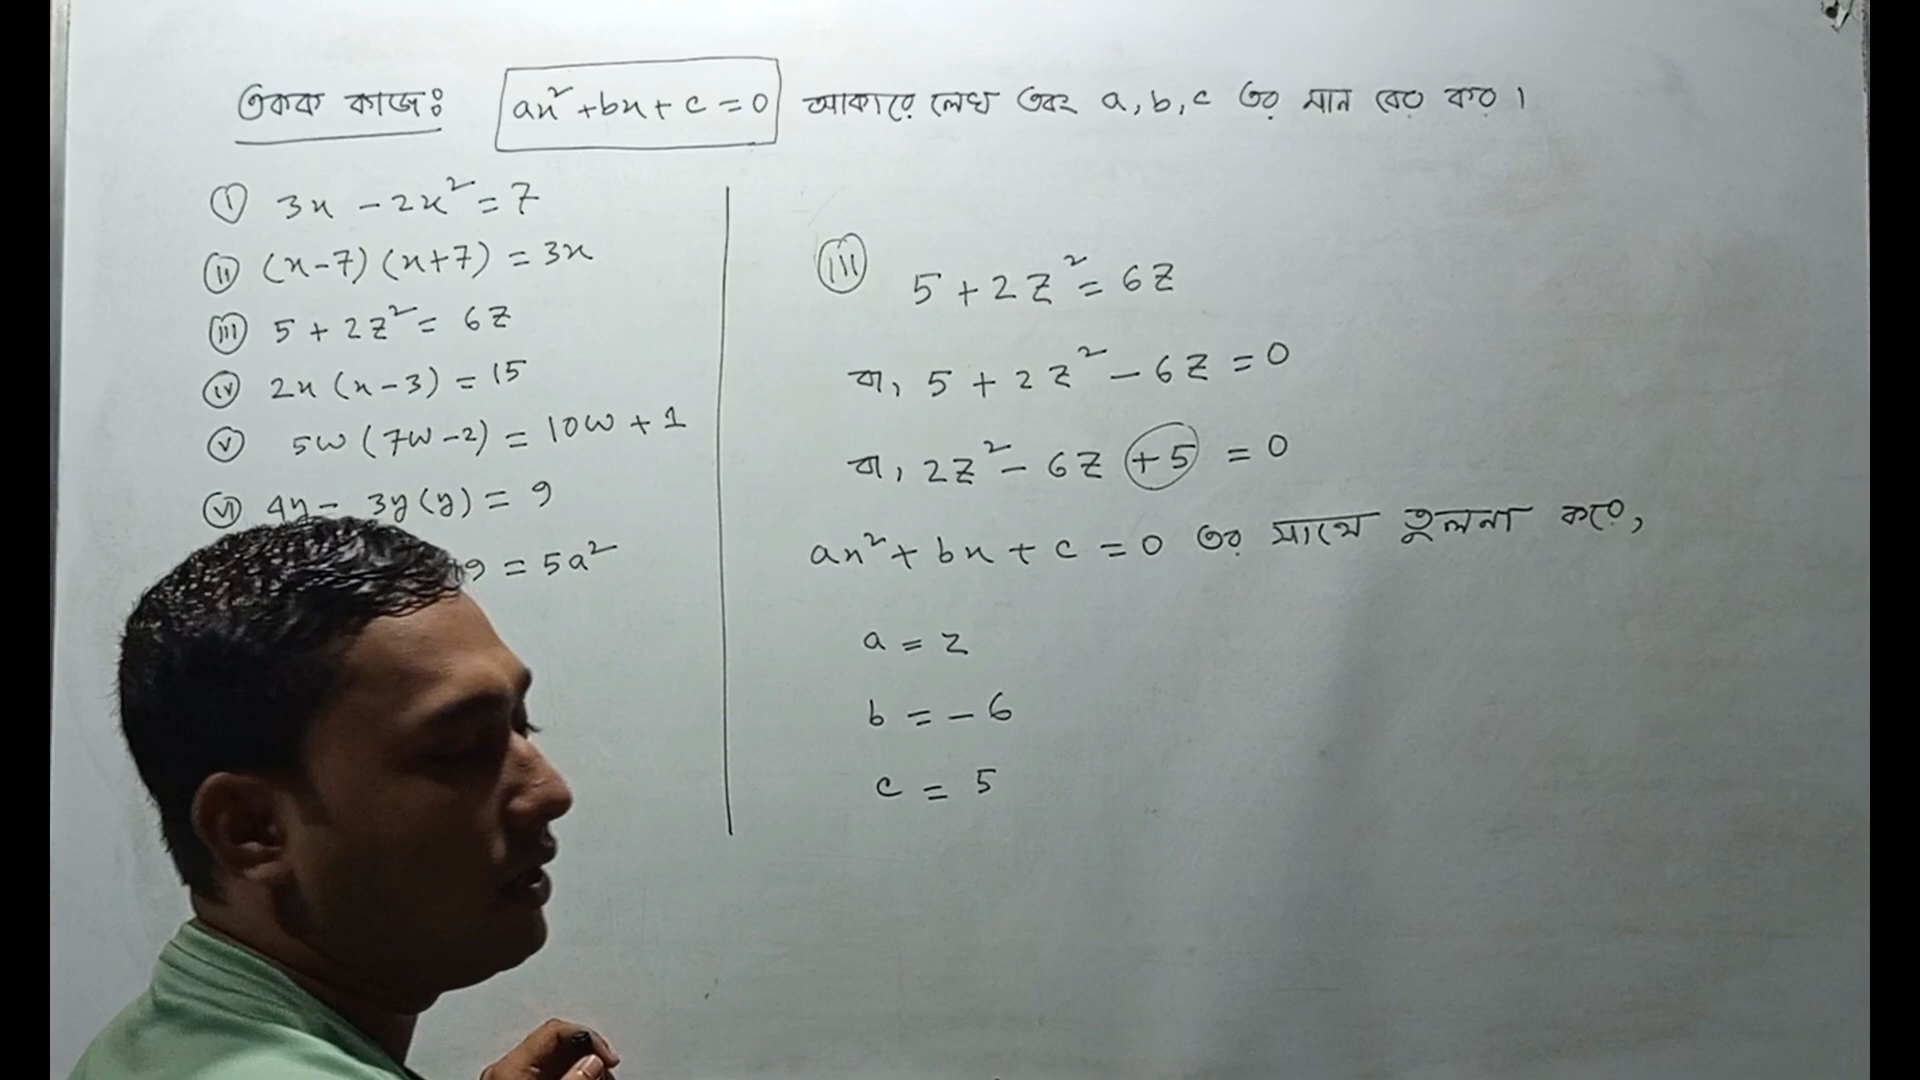 একক কাজঃ ax² + bx + c = 0 আকারে লেখ এবং a, b, c এর মান বের কর।
(i) 3x - 2x² = 7
(ii) (x-7) (x+7) = 3x
(iii) 5 + 2z² = 6z
(iv) 2x (x-3) = 15
(v) 5w (7w-2) = 10w + 1
(vi) 4y - 3y(y) = 9
9 = 5a²
(iii) 5 + 2z² = 6z
বা, 5 + 2z² - 6z = 0
বা, 2z² - 6z + 5 = 0
ax² + bx + c = 0 এর সাথে তুলনা করে,
a = 2
b = -6
c = 5